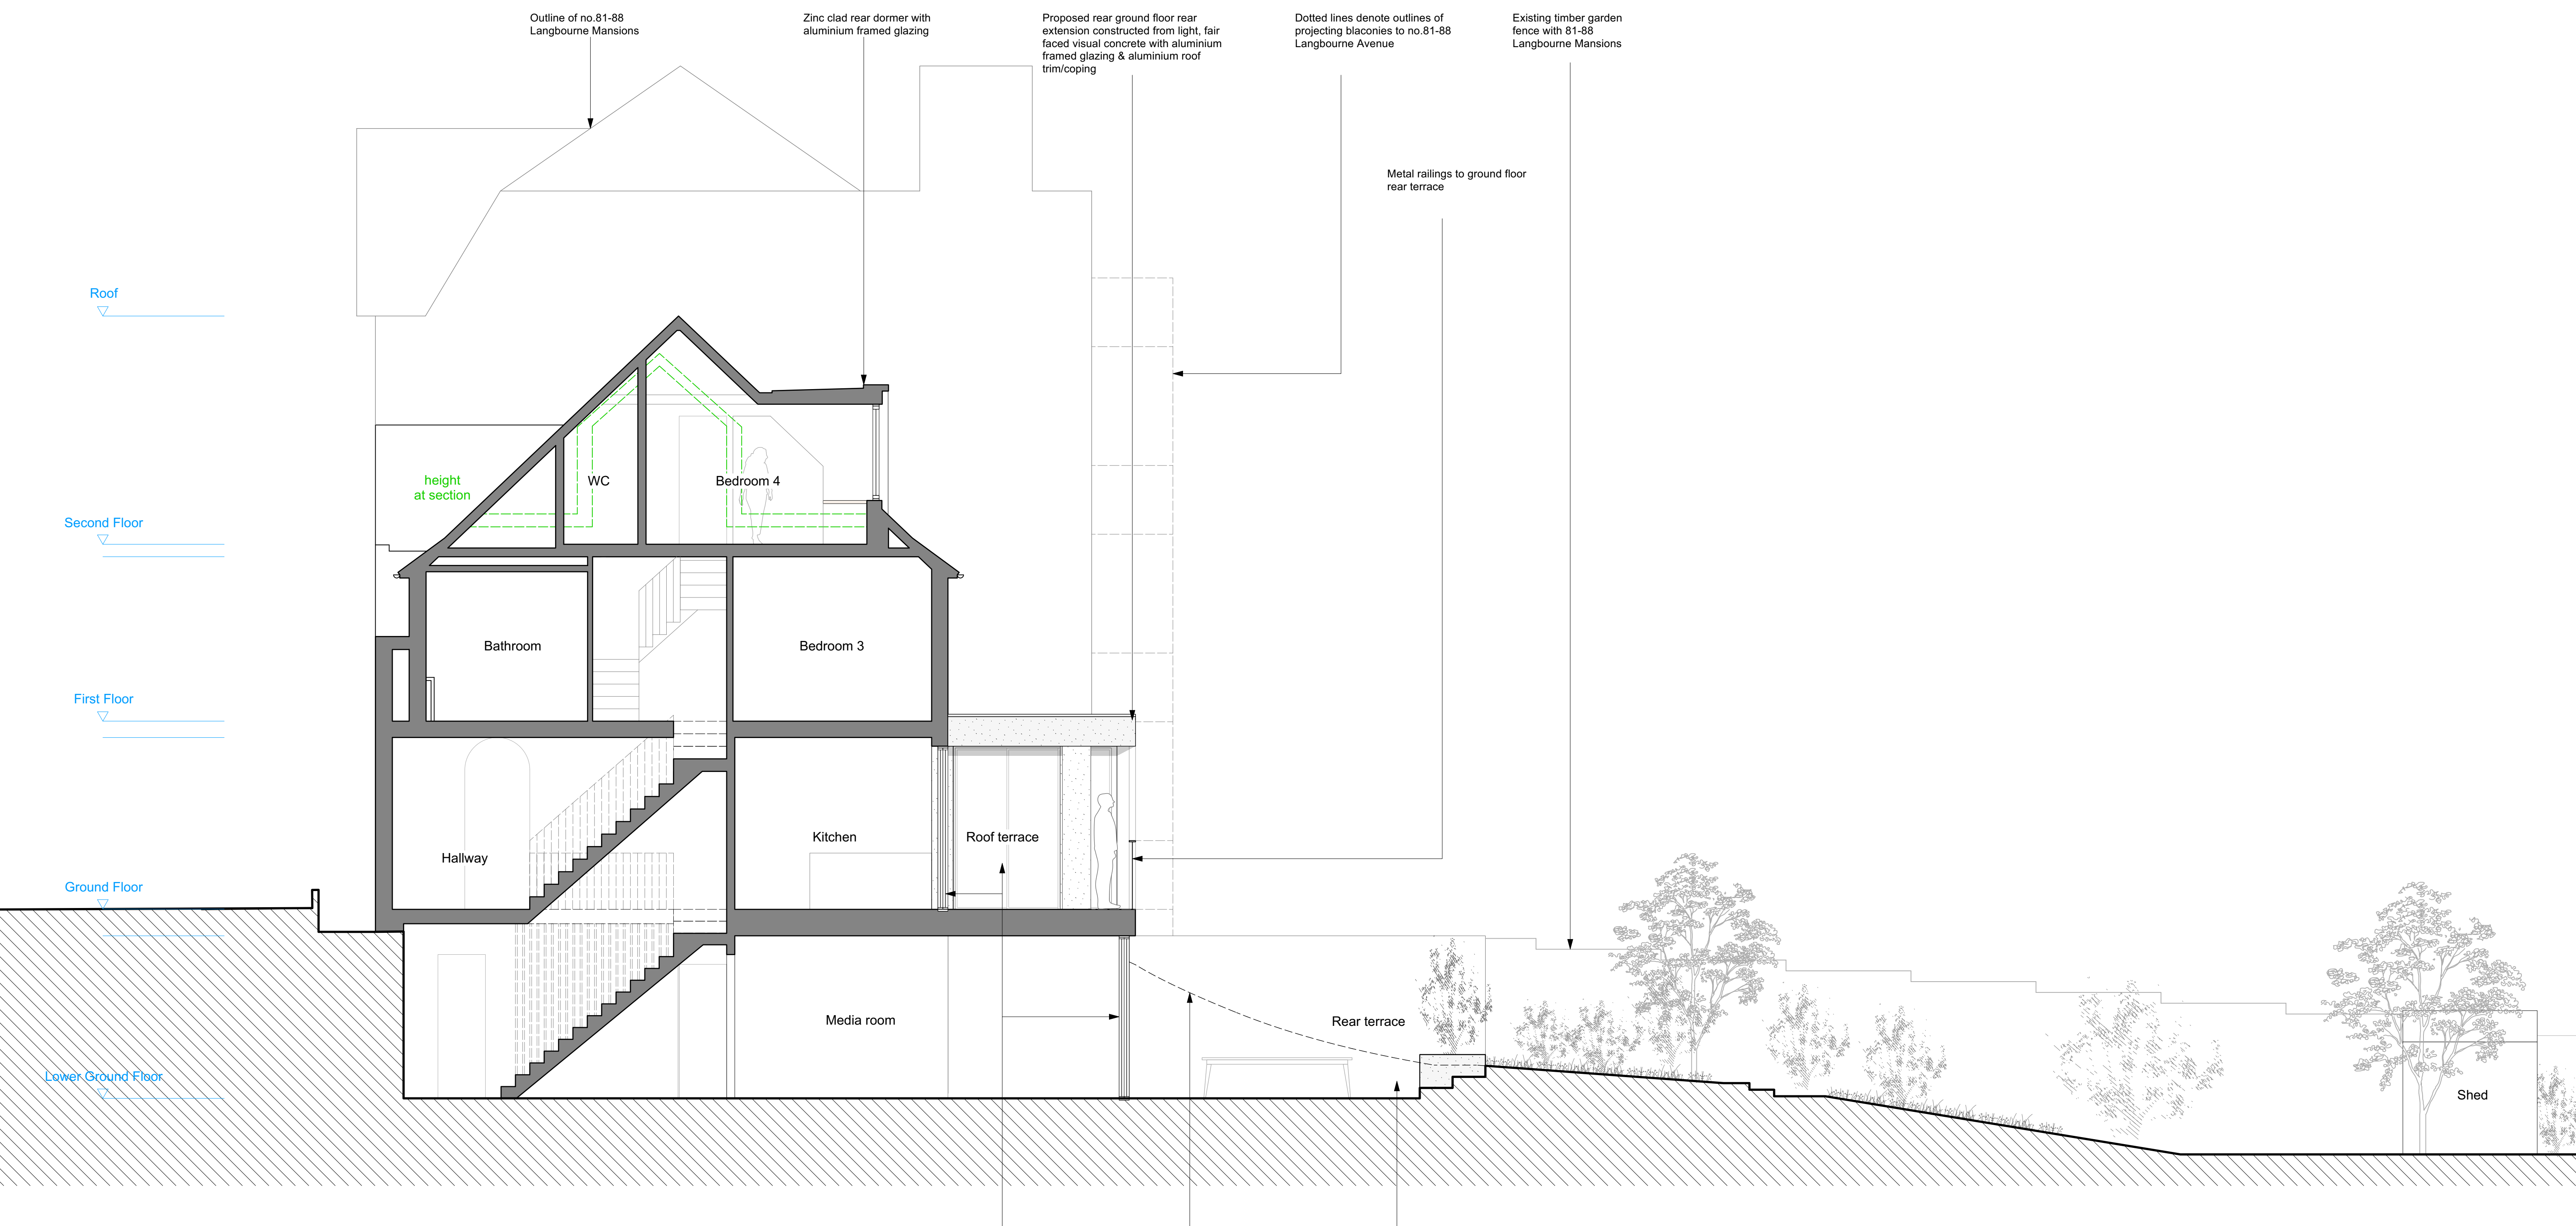 Outline of no.81-88
Langbourne Mansions
Zinc clad rear dormer with
aluminium framed glazing
Proposed rear ground floor rear
extension constructed from light, fair
faced visual concrete with aluminium
framed glazing & aluminium roof
trim/coping
Dotted lines denote outlines of
projecting blaconies to no.81-88
Langbourne Avenue
Existing timber garden
fence with 81-88
Langbourne Mansions
Metal railings to ground floor
rear terrace
Roof
height
at section
WC
Bedroom 4
Second Floor
Bathroom
Bedroom 3
First Floor
Hallway
Kitchen
Roof terrace
Ground Floor
Media room
Rear terrace
Lower Ground Floor
Shed